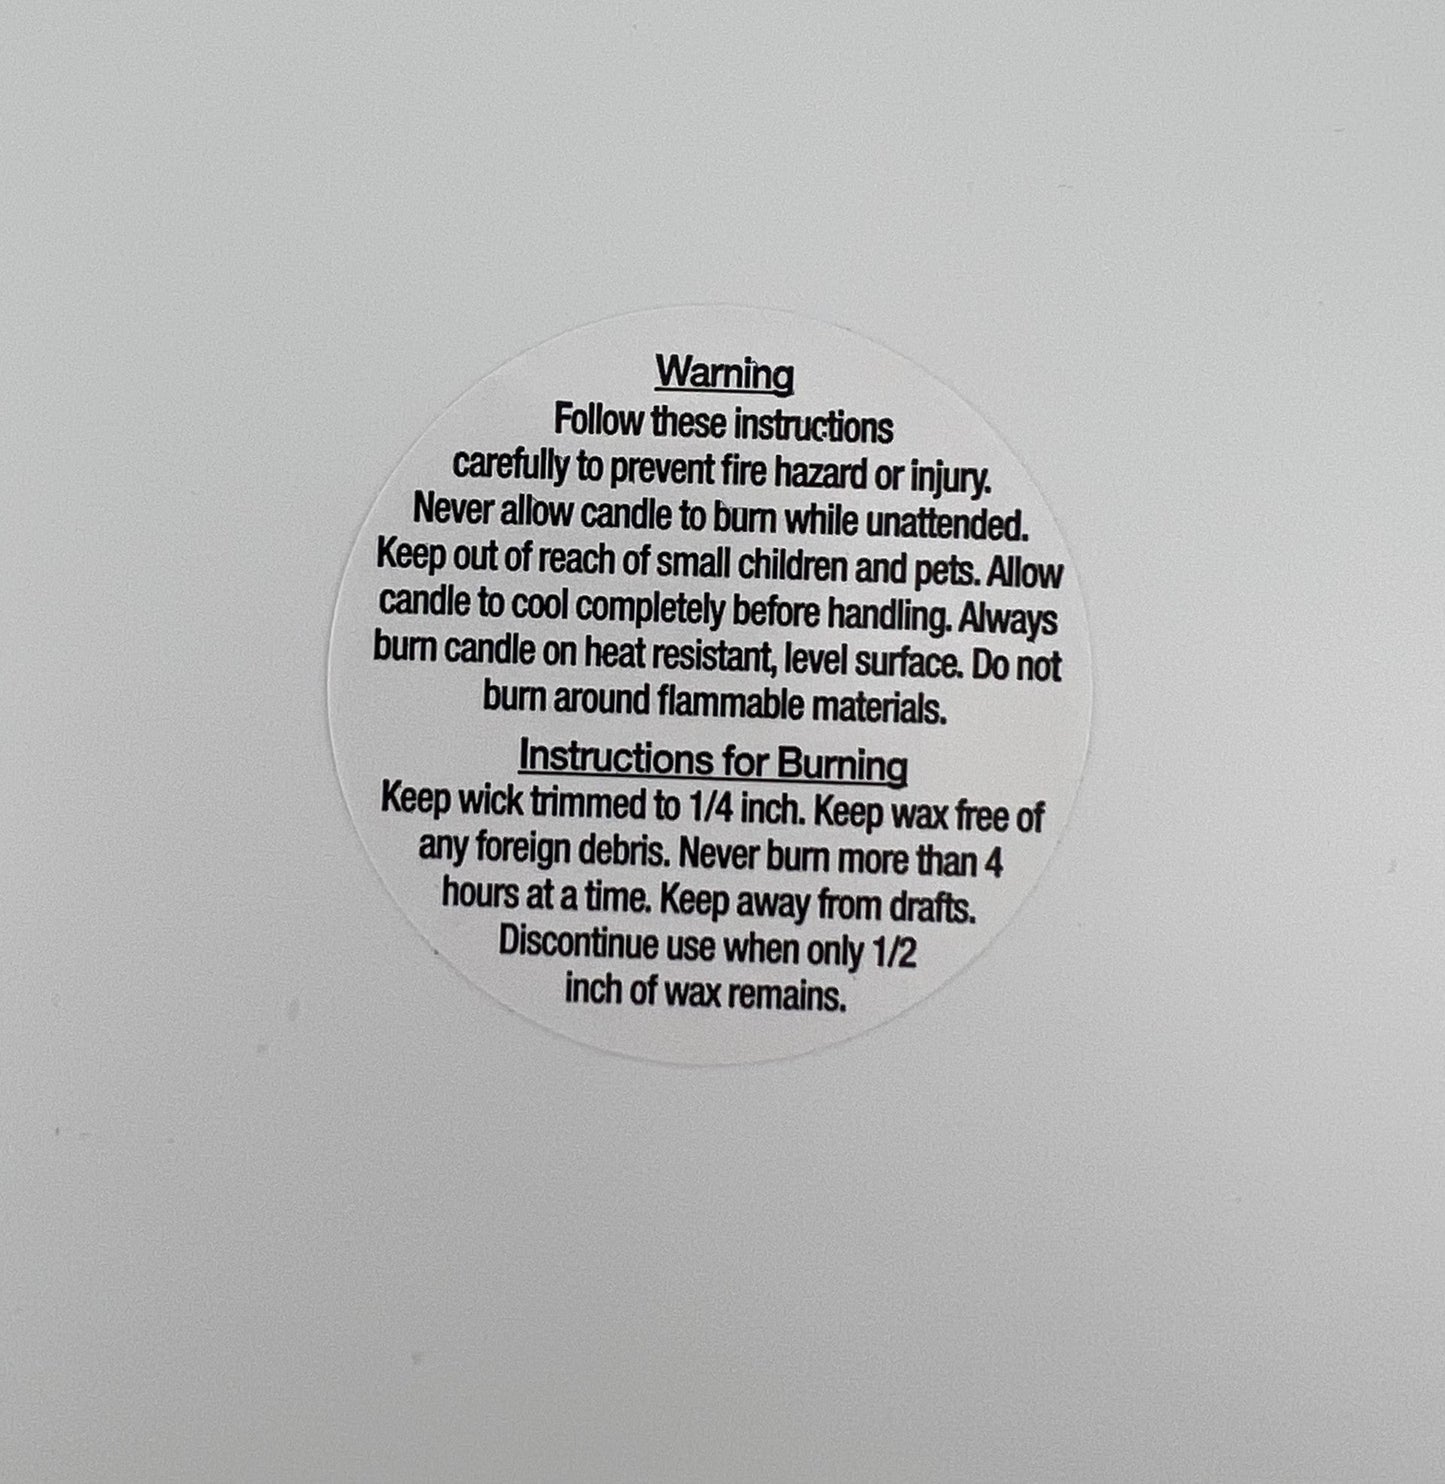 Warning
Follow these instructions
carefully to prevent fire hazard or injury.
Never allow candle to burn while unattended.
Keep out of reach of small children and pets. Allow
candle to cool completely before handling. Always
burn candle on heat resistant, level surface. Do not
burn around flammable materials.
Instructions for Burning
Keep wick trimmed to 1/4 inch. Keep wax free of
any foreign debris. Never burn more than 4
hours at a time. Keep away from drafts.
Discontinue use when only 1/2
inch of wax remains.